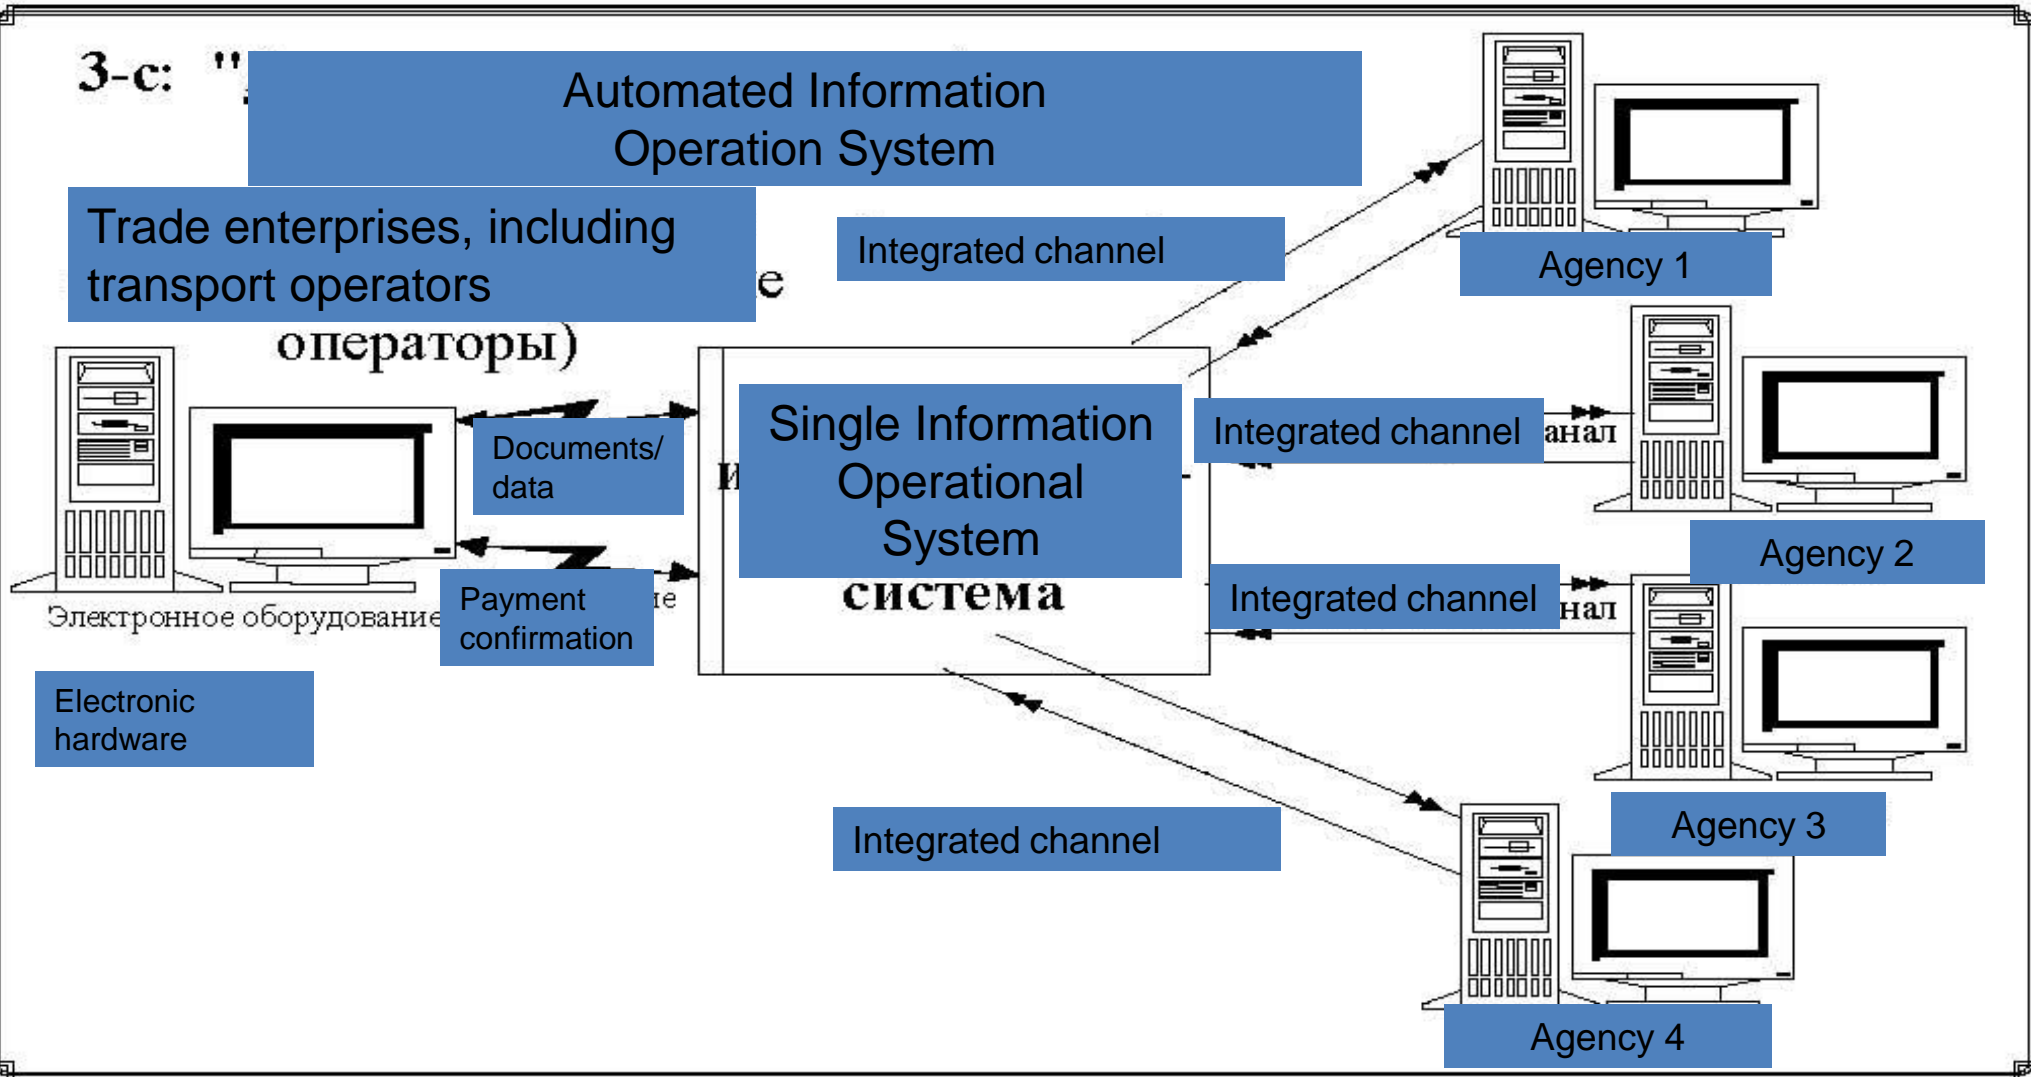 3-с: "
Automated Information
Operation System
Trade enterprises, including
transport operators
операторы)
Integrated channel
Agency 1
Documents/
data
Single Information
Operational
System
система
Integrated channel
Agency 2
Integrated channel
Payment
confirmation
Электронное оборудование
Electronic
hardware
Agency 3
Integrated channel
Agency 4